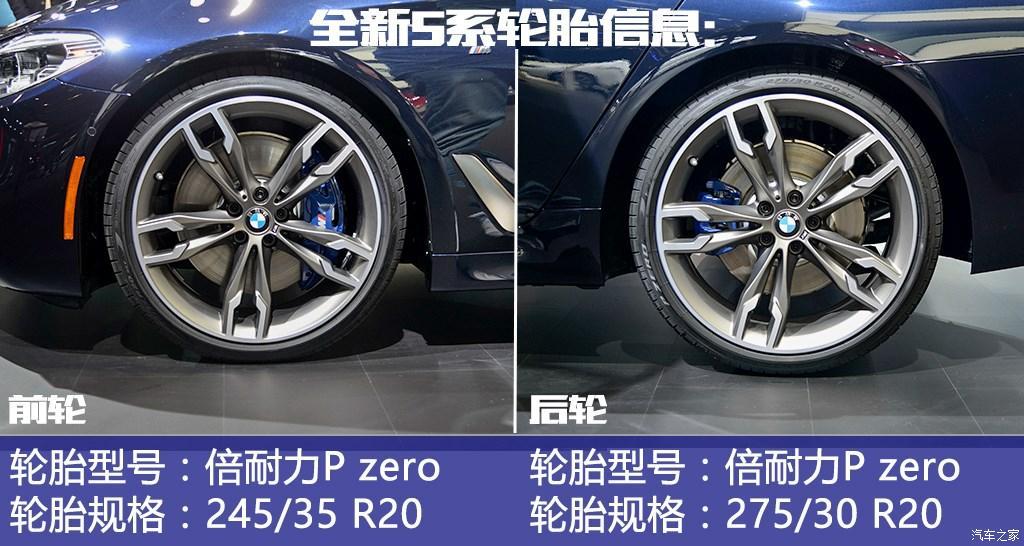 全新5系轮胎信息:
前轮
后轮
轮胎型号：倍耐力P zero
轮胎规格：245/35 R20
轮胎型号：倍耐力P zero
轮胎规格：275/30 R20
汽车之家